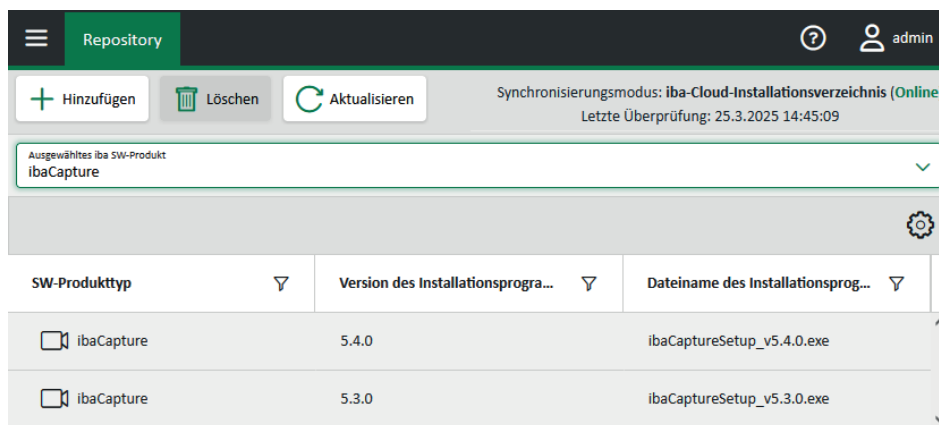 Repository
admin
Hinzufügen Löschen Aktualisieren
Synchronisierungsmodus: iba-Cloud-Installationsverzeichnis (Online
Letzte Überprüfung: 25.3.2025 14:45:09
Ausgewähltes iba SW-Produkt
ibaCapture
SW-Produkttyp Version des Installationsprogra... Dateiname des Installationsprog...
ibaCapture 5.4.0 ibaCaptureSetup_v5.4.0.exe
ibaCapture 5.3.0 ibaCaptureSetup_v5.3.0.exe